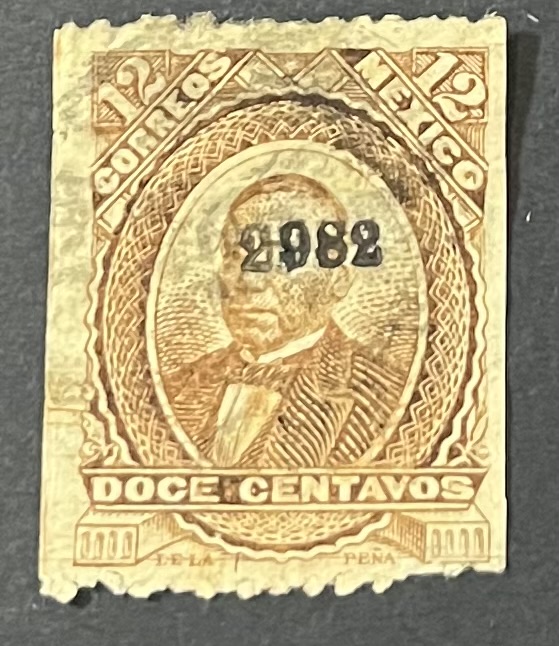 12 CORREOS MEXICO 12
2982
DOCE CENTAVOS
PEÑA